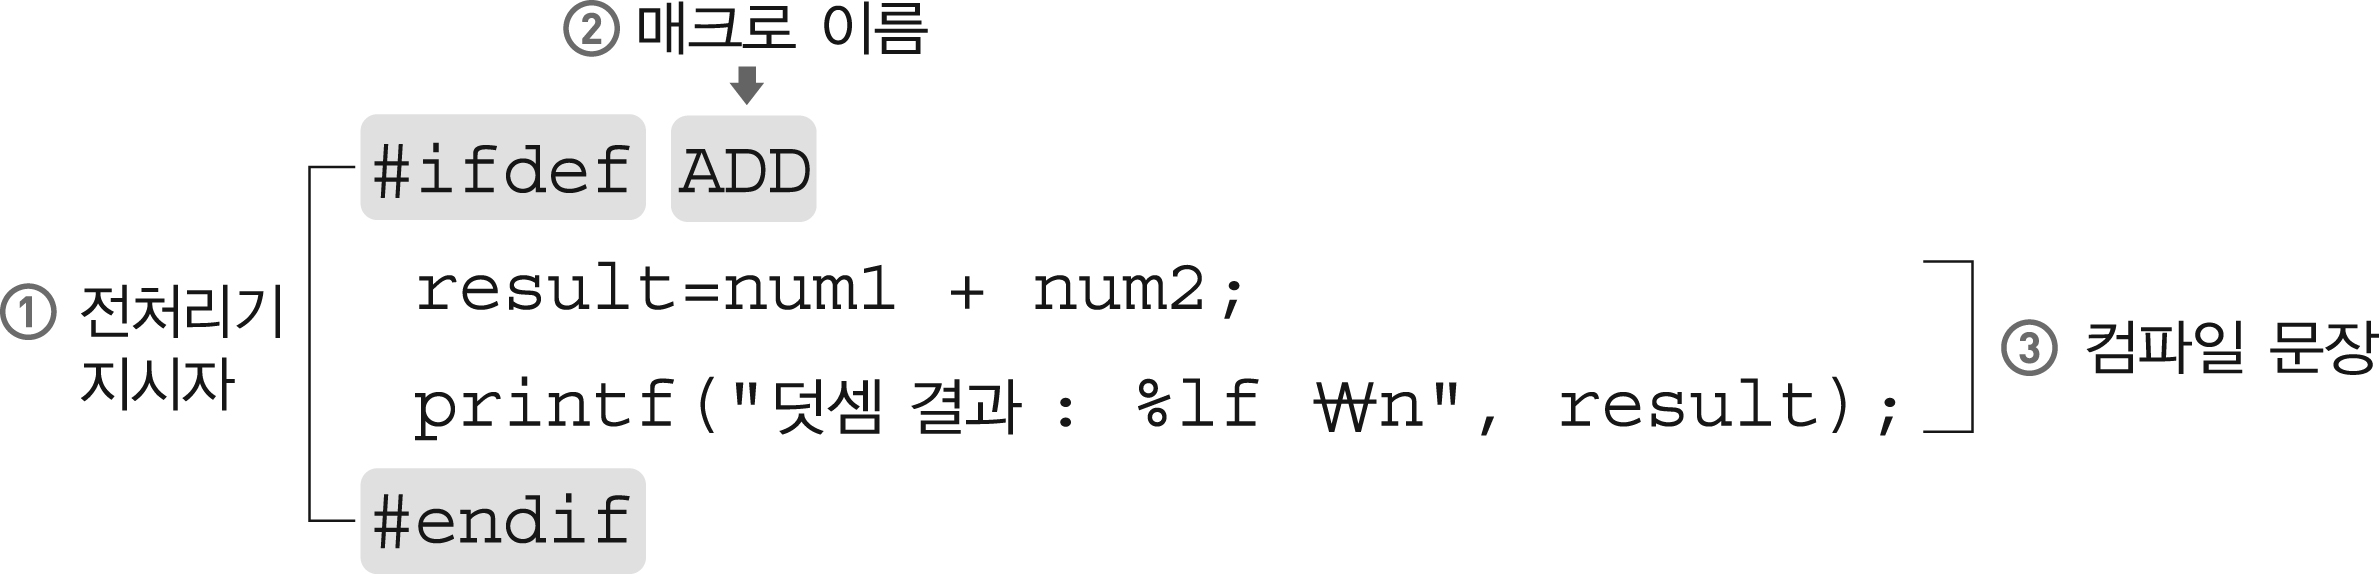 ② 매크로 이름
#ifdef ADD
result=num1 + num2;
① 전처리기
지시자
③ 컴파일 문장
printf("덧셈 결과 : %lf ₩n", result);
#endif